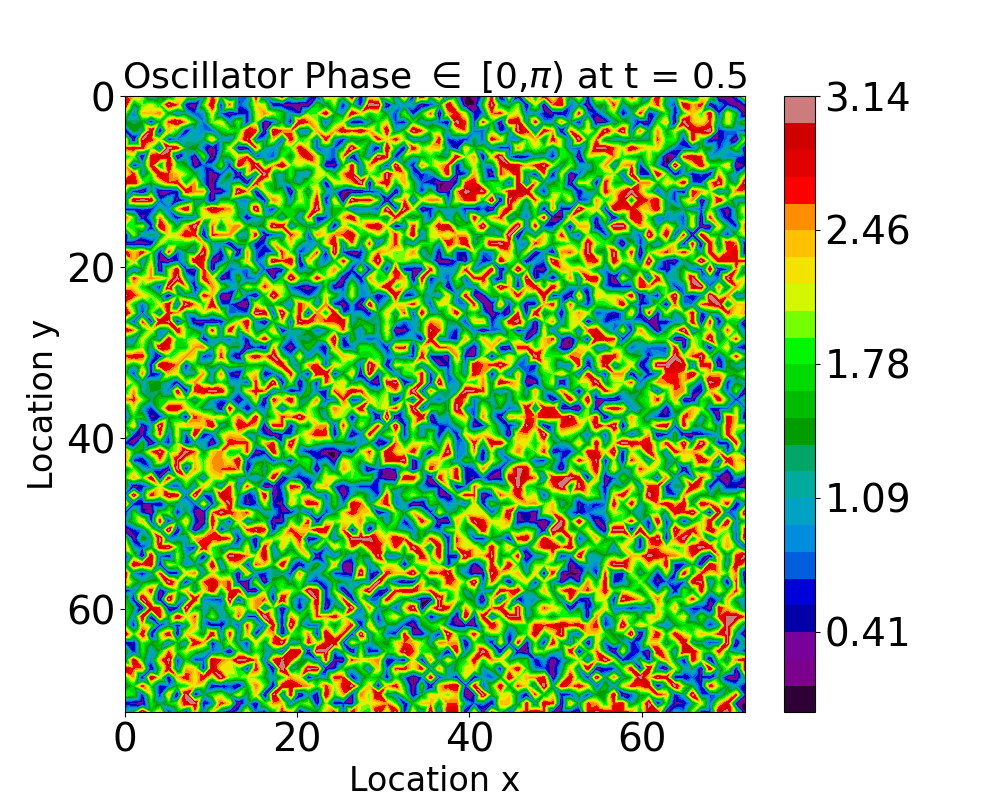 Oscillator Phase ∈ [0,π) at t = 0.5
0
20
40
60
Location y
0 20 40 60
Location x
3.14
2.46
1.78
1.09
0.41